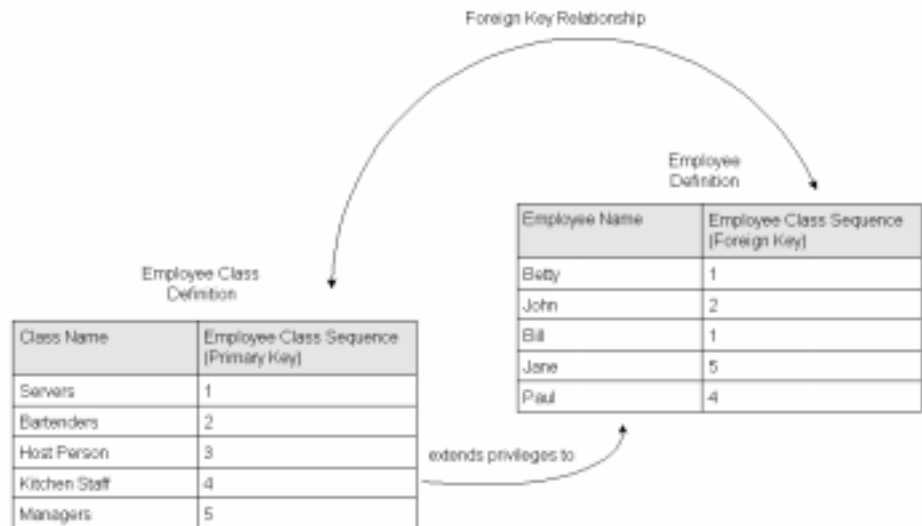 Foreign Key Relationship
Employee
Definition
Employee Name
Employee Class Sequence
(Foreign Key)
Betty
1
John
2
Bill
1
Jane
5
Paul
4
Employee Class
Definition
Class Name
Employee Class Sequence
(Primary Key)
Servers
1
Bartenders
2
Host Person
3
Kitchen Staff
4
Managers
5
extends privileges to